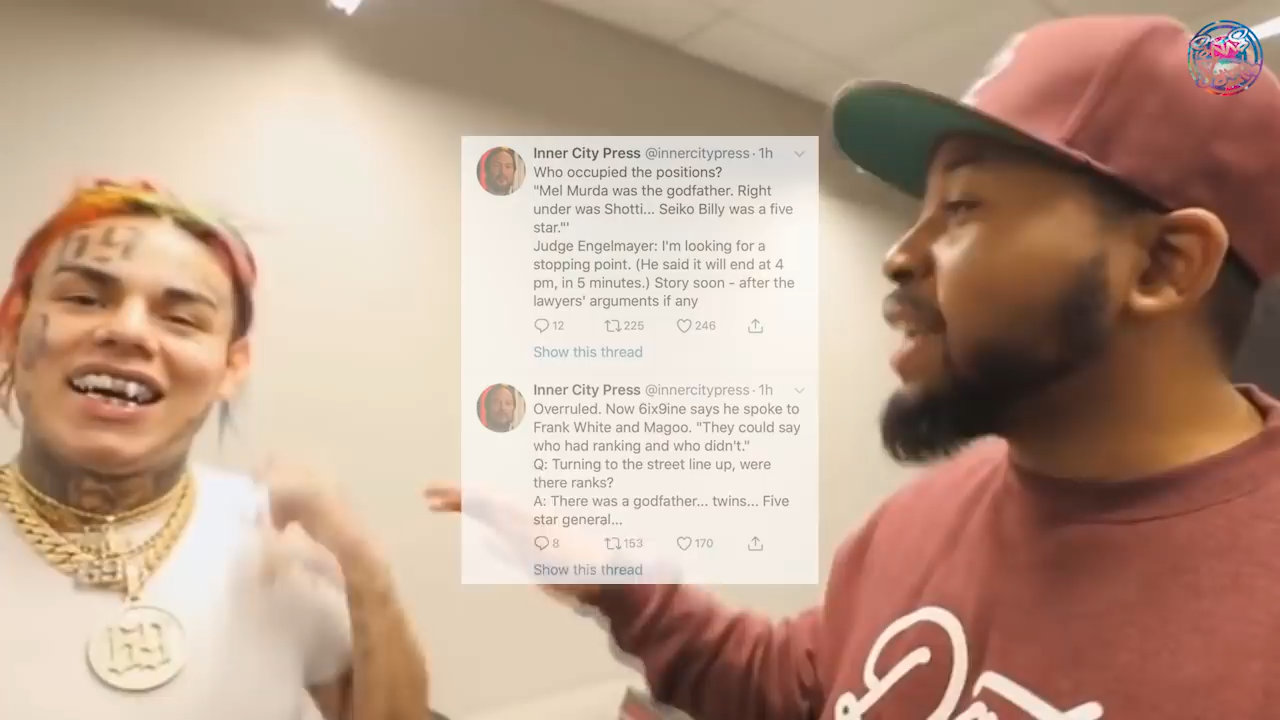 Inner City Press @innercitypress · 1h
Who occupied the positions?
"Mel Murda was the godfather. Right
under was Shotti... Seiko Billy was a five
star."'
Judge Engelmayer: I'm looking for a
stopping point. (He said it will end at 4
pm, in 5 minutes.) Story soon - after the
lawyers' arguments if any
12 225 246
Show this thread
Inner City Press @innercitypress · 1h
Overruled. Now 6ix9ine says he spoke to
Frank White and Magoo. "They could say
who had ranking and who didn't."
Q: Turning to the street line up, were
there ranks?
A: There was a godfather... twins... Five
star general...
8 153 170
Show this thread
69